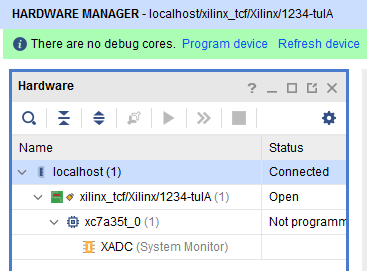 HARDWARE MANAGER - localhost/xilinx_tcf/Xilinx/1234-tulA
There are no debug cores. Program device Refresh device
Hardware
Name Status
localhost (1) Connected
xilinx_tcf/Xilinx/1234-tulA (1) Open
xc7a35t_0 (1) Not programm
XADC (System Monitor)